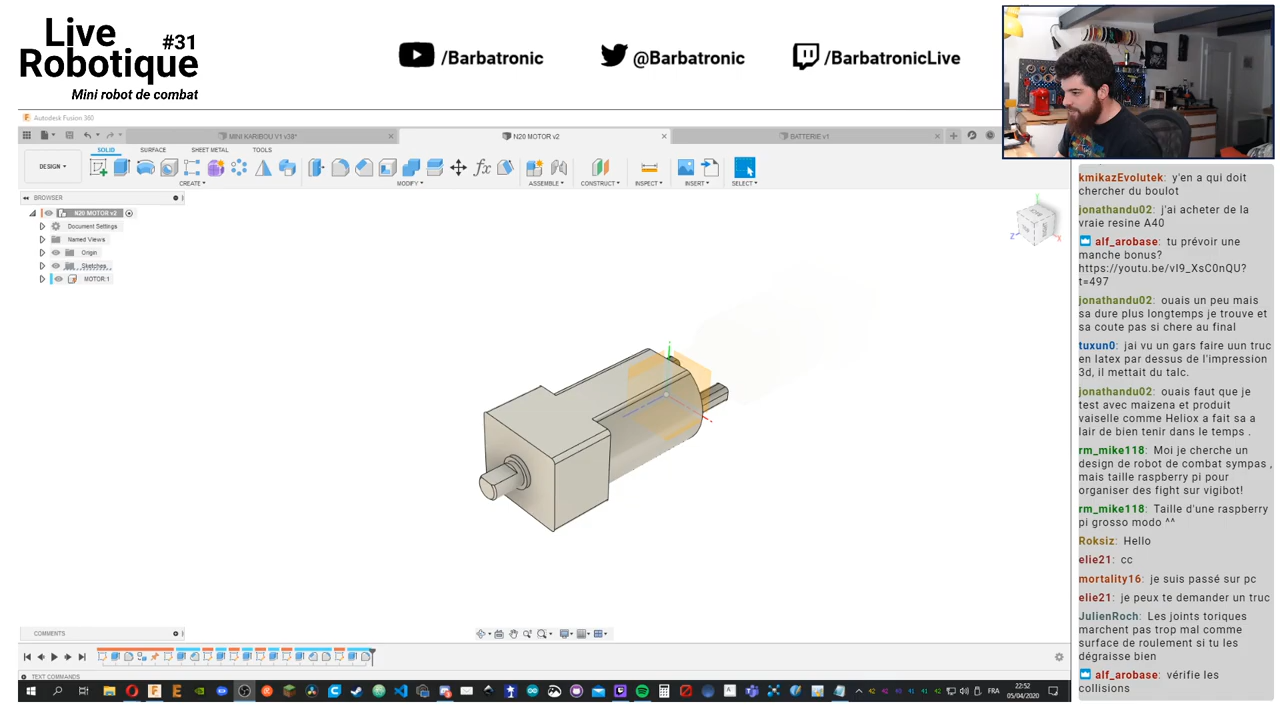 Live
Robotique
#31
Mini robot de combat
/Barbatronic
@Barbatronic
/BarbatronicLive
Autodesk Fusion 360
MINI KARIBOU V1 v38*
N20 MOTOR v2
BATTERIE v1
SOLID
SURFACE
SHEET METAL
TOOLS
DESIGN
CREATE
MODIFY
ASSEMBLE
CONSTRUCT
INSPECT
INSERT
SELECT
BROWSER
N20 MOTOR v2
Document Settings
Named Views
Origin
Sketches
MOTOR:1
COMMENTS
TEXT COMMANDS
FRA
22:52
05/04/2020
kmikazEvolutek: y'en a qui doit
chercher du boulot
jonathandu02: j'ai acheter de la
vraie resine A40
alf_arobase: tu prévoir une
manche bonus?
https://youtu.be/vI9_XsC0nQU?
t=497
jonathandu02: ouais un peu mais
sa dure plus longtemps je trouve et
sa coute pas si chere au final
tuxun0: jai vu un gars faire uun truc
en latex par dessus de l'impression
3d, il mettait du talc.
jonathandu02: ouais faut que je
test avec maizena et produit
vaiselle comme Heliox a fait sa a
lair de bien tenir dans le temps .
rm_mike118: Moi je cherche un
design de robot de combat sympas ,
mais taille raspberry pi pour
organiser des fight sur vigibot!
rm_mike118: Taille d'une raspberry
pi grosso modo ^^
Roksiz: Hello
elie21: cc
mortality16: je suis passé sur pc
elie21: je peux te demander un truc
JulienRoch: Les joints toriques
marchent pas trop mal comme
surface de roulement si tu les
dégraisse bien
alf_arobase: vérifie les
collisions